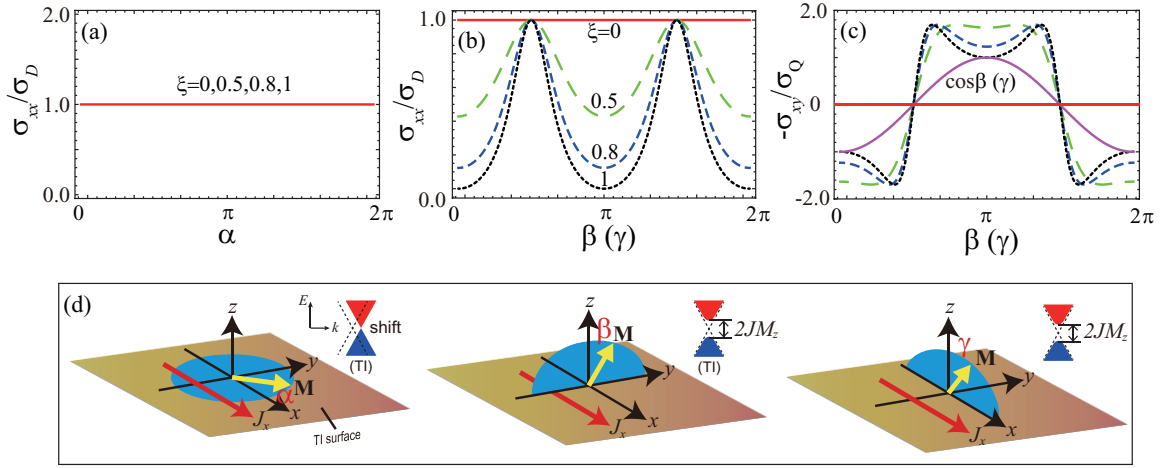 (a)
2.0
1.0
0.0
σxx/σD
ξ=0,0.5,0.8,1
0
π
2π
α
(b)
1.0
0.0
σxx/σD
ξ=0
0.5
0.8
1
0
π
2π
β (γ)
(c)
2.0
0
-2.0
-σxy/σQ
cosβ (γ)
0
π
2π
β (γ)
(d)
z
E
k
shift
(TI)
y
M
α
x
Jx
TI surface
z
β
M
2JMz
(TI)
y
x
Jx
z
γ
M
2JMz
y
x
Jx